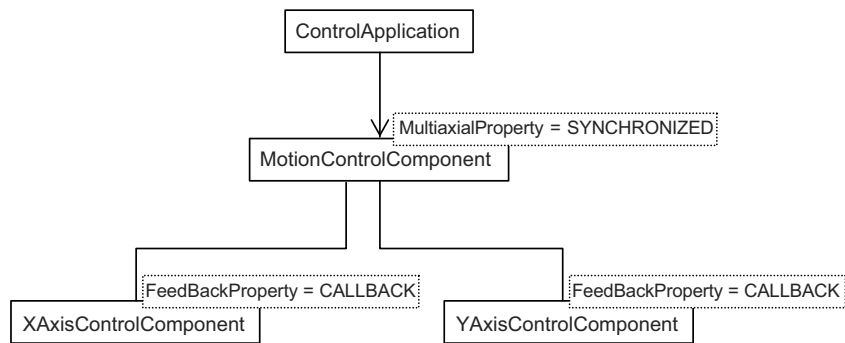 ControlApplication
MultiaxialProperty = SYNCHRONIZED
MotionControlComponent
FeedBackProperty = CALLBACK
FeedBackProperty = CALLBACK
XAxisControlComponent
YAxisControlComponent